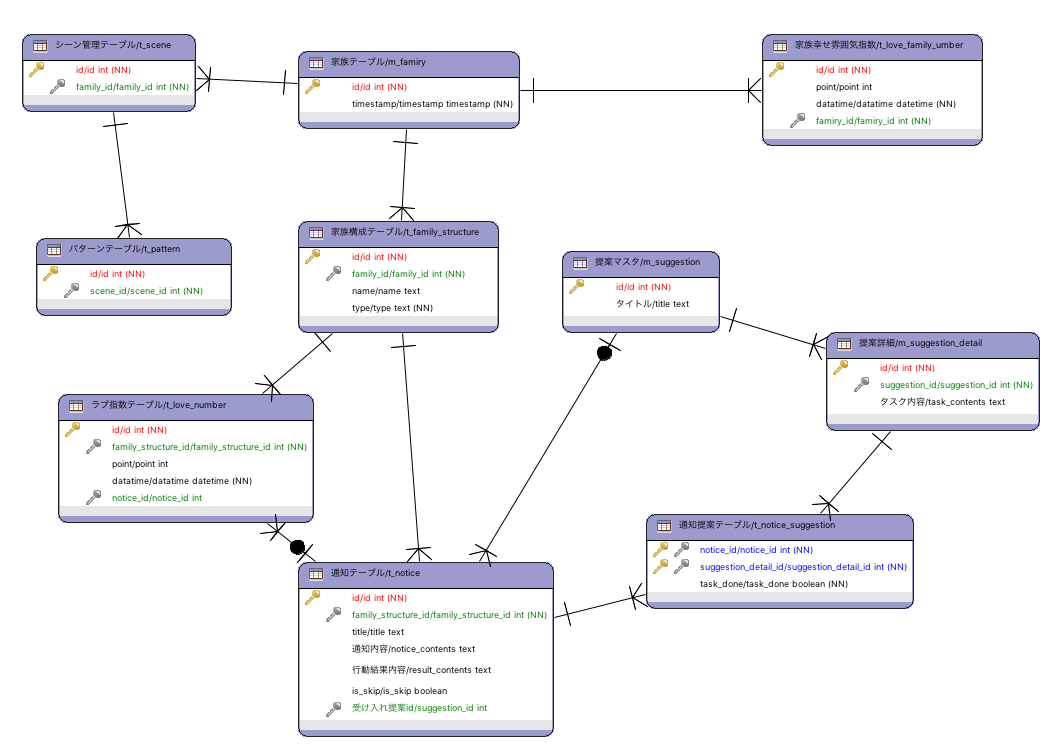 シーン管理テーブル/t_scene
id/id int (NN)
family_id/family_id int (NN)
家族テーブル/m_famiry
id/id int (NN)
timestamp/timestamp timestamp (NN)
家族幸せ雰囲気指数/t_love_family_umber
id/id int (NN)
point/point int
datatime/datatime datetime (NN)
famiry_id/famiry_id int (NN)
パターンテーブル/t_pattern
id/id int (NN)
scene_id/scene_id int (NN)
家族構成テーブル/t_family_structure
id/id int (NN)
family_id/family_id int (NN)
name/name text
type/type text (NN)
提案マスタ/m_suggestion
id/id int (NN)
タイトル/title text
提案詳細/m_suggestion_detail
id/id int (NN)
suggestion_id/suggestion_id int (NN)
タスク内容/task_contents text
ラブ指数テーブル/t_love_number
id/id int (NN)
family_structure_id/family_structure_id int (NN)
point/point int
datatime/datatime datetime (NN)
notice_id/notice_id int
通知提案テーブル/t_notice_suggestion
notice_id/notice_id int (NN)
suggestion_detail_id/suggestion_detail_id int (NN)
task_done/task_done boolean (NN)
通知テーブル/t_notice
id/id int (NN)
family_structure_id/family_structure_id int (NN)
title/title text
通知内容/notice_contents text
行動結果内容/result_contents text
is_skip/is_skip boolean
受け入れ提案id/suggestion_id int